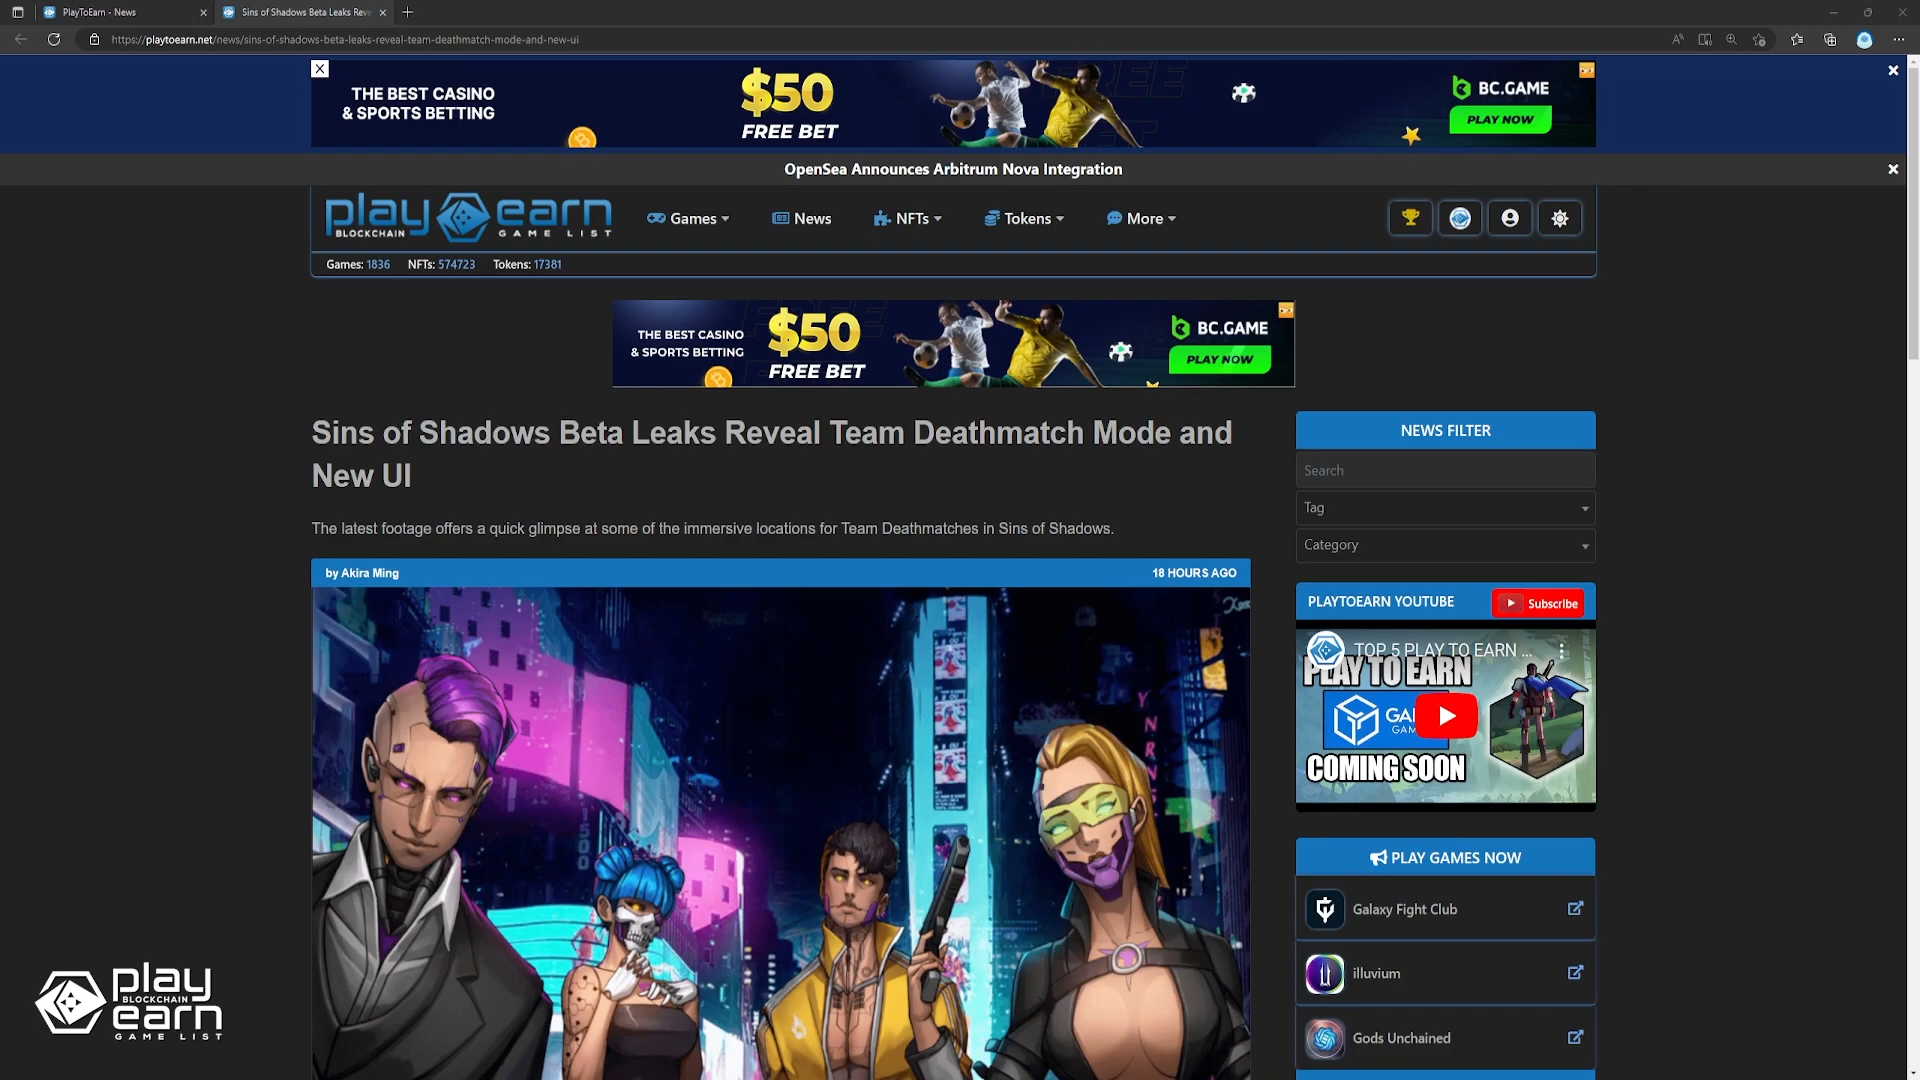 PlayToEarn - News
Sins of Shadows Beta Leaks Reve
https://playtoearn.net/news/sins-of-shadows-beta-leaks-reveal-team-deathmatch-mode-and-new-ui
THE BEST CASINO
& SPORTS BETTING
$50
FREE BET
BC.GAME
PLAY NOW
OpenSea Announces Arbitrum Nova Integration
play earn
BLOCKCHAIN GAME LIST
Games
News
NFTs
Tokens
More
Games: 1836 NFTs: 574723 Tokens: 17381
THE BEST CASINO
& SPORTS BETTING
$50
FREE BET
BC.GAME
PLAY NOW
Sins of Shadows Beta Leaks Reveal Team Deathmatch Mode and
New UI
The latest footage offers a quick glimpse at some of the immersive locations for Team Deathmatches in Sins of Shadows.
by Akira Ming
18 HOURS AGO
NEWS FILTER
Search
Tag
Category
PLAYTOEARN YOUTUBE
Subscribe
TOP 5 PLAY TO EARN ...
PLAY TO EARN
COMING SOON
PLAY GAMES NOW
Galaxy Fight Club
illuvium
Gods Unchained
play
BLOCKCHAIN
earn
GAME LIST